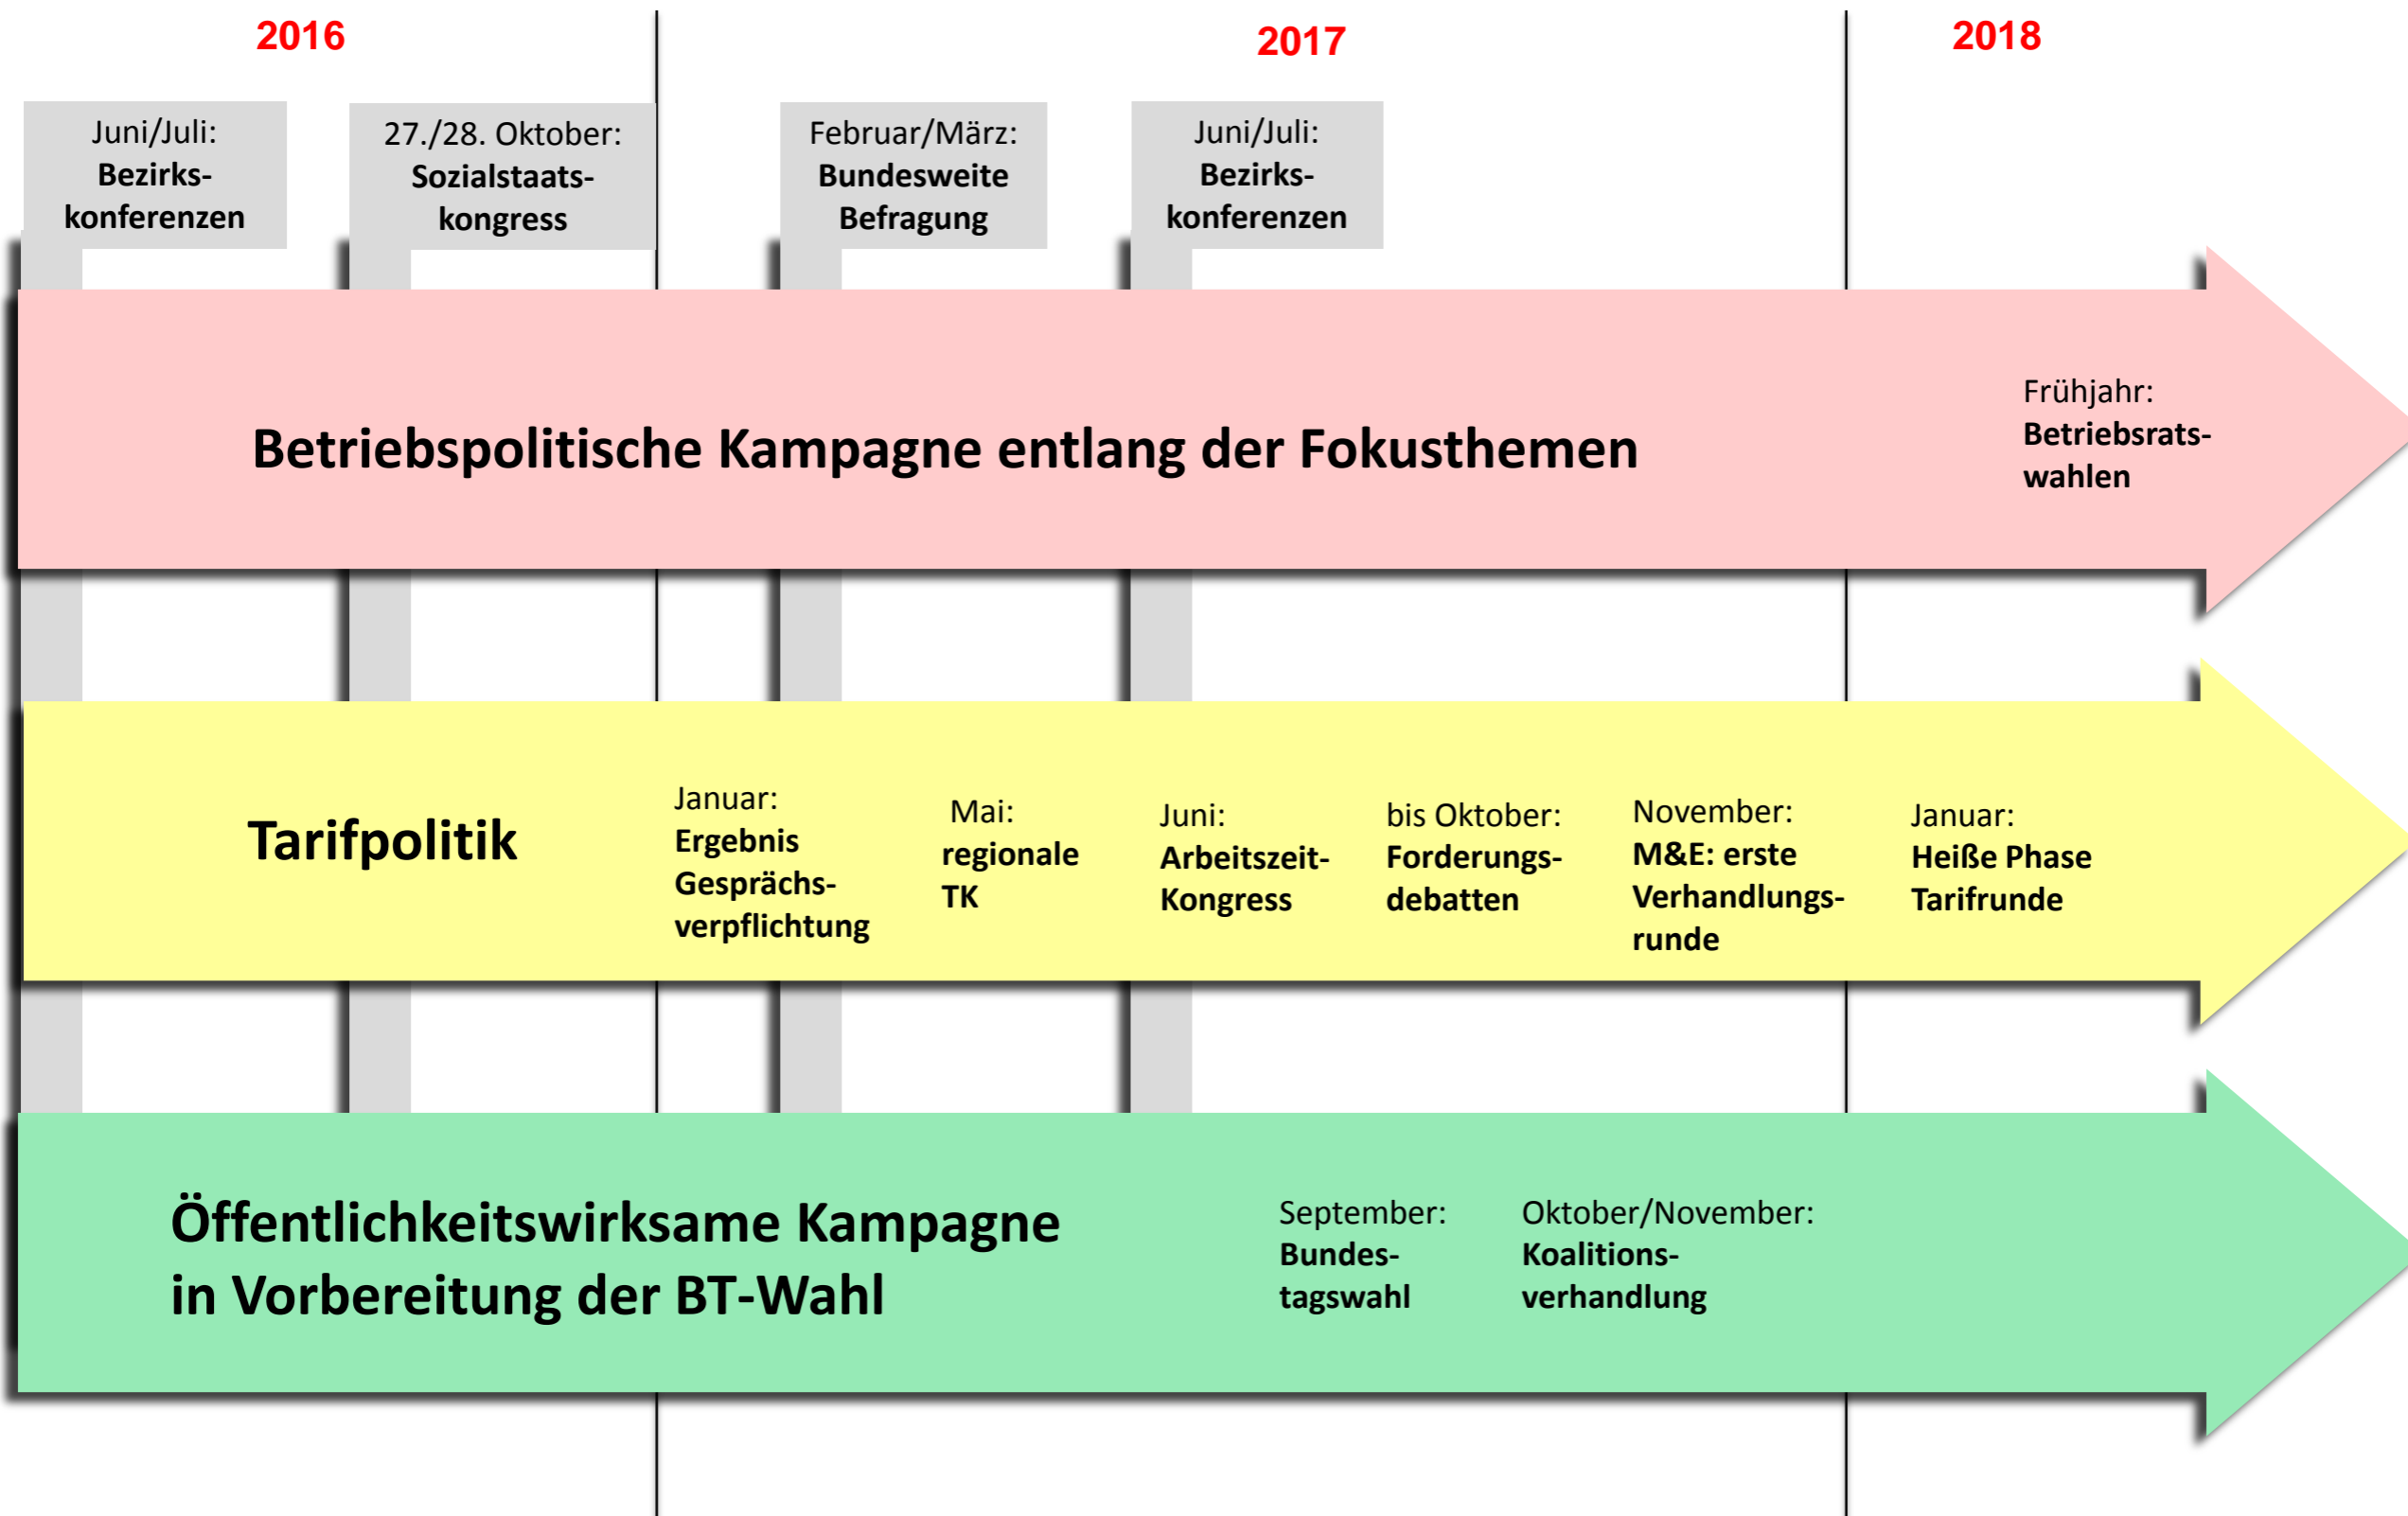 2016
2017
2018
Juni/Juli:
Bezirks-
konferenzen
27./28. Oktober:
Sozialstaats-
kongress
Februar/März:
Bundesweite
Befragung
Juni/Juli:
Bezirks-
konferenzen
Betriebspolitische Kampagne entlang der Fokusthemen
Frühjahr:
Betriebsrats-
wahlen
Tarifpolitik
Januar:
Ergebnis
Gesprächs-
verpflichtung
Mai:
regionale
TK
Juni:
Arbeitszeit-
Kongress
bis Oktober:
Forderungs-
debatten
November:
M&E: erste
Verhandlungs-
runde
Januar:
Heiße Phase
Tarifrunde
Öffentlichkeitswirksame Kampagne
in Vorbereitung der BT-Wahl
September:
Bundes-
tagswahl
Oktober/November:
Koalitions-
verhandlung